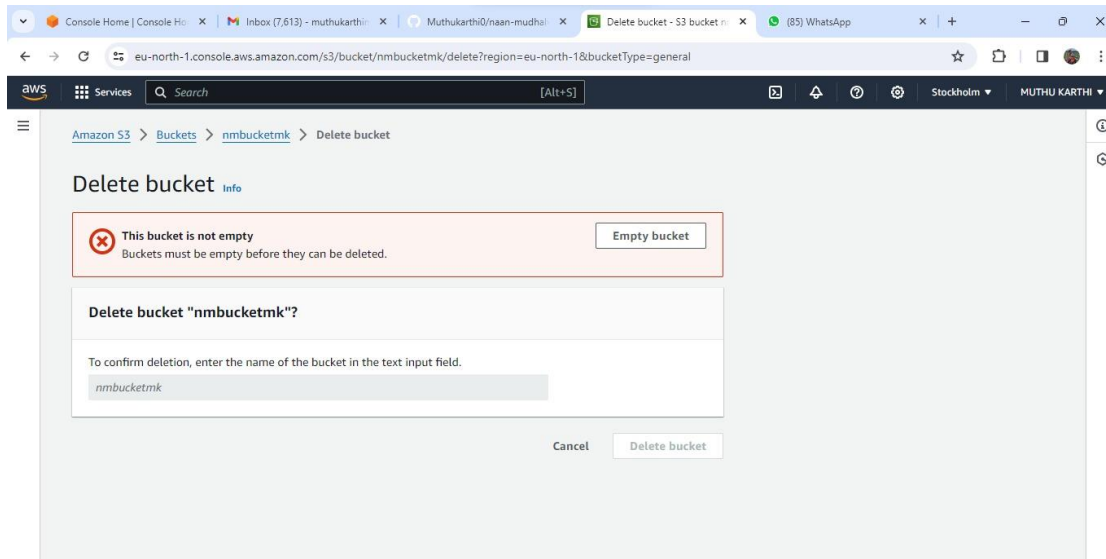 Console Home | Console Ho
Inbox (7,613) - muthukarthin
Muthukarthi0/naan-mudhal
Delete bucket - S3 bucket n
(85) WhatsApp
eu-north-1.console.aws.amazon.com/s3/bucket/nmbucketmk/delete?region=eu-north-1&bucketType=general
aws
Services
Search
[Alt+S]
Stockholm
MUTHU KARTHI
Amazon S3 > Buckets > nmbucketmk > Delete bucket
Delete bucket Info
This bucket is not empty
Buckets must be empty before they can be deleted.
Empty bucket
Delete bucket "nmbucketmk"?
To confirm deletion, enter the name of the bucket in the text input field.
nmbucketmk
Cancel
Delete bucket